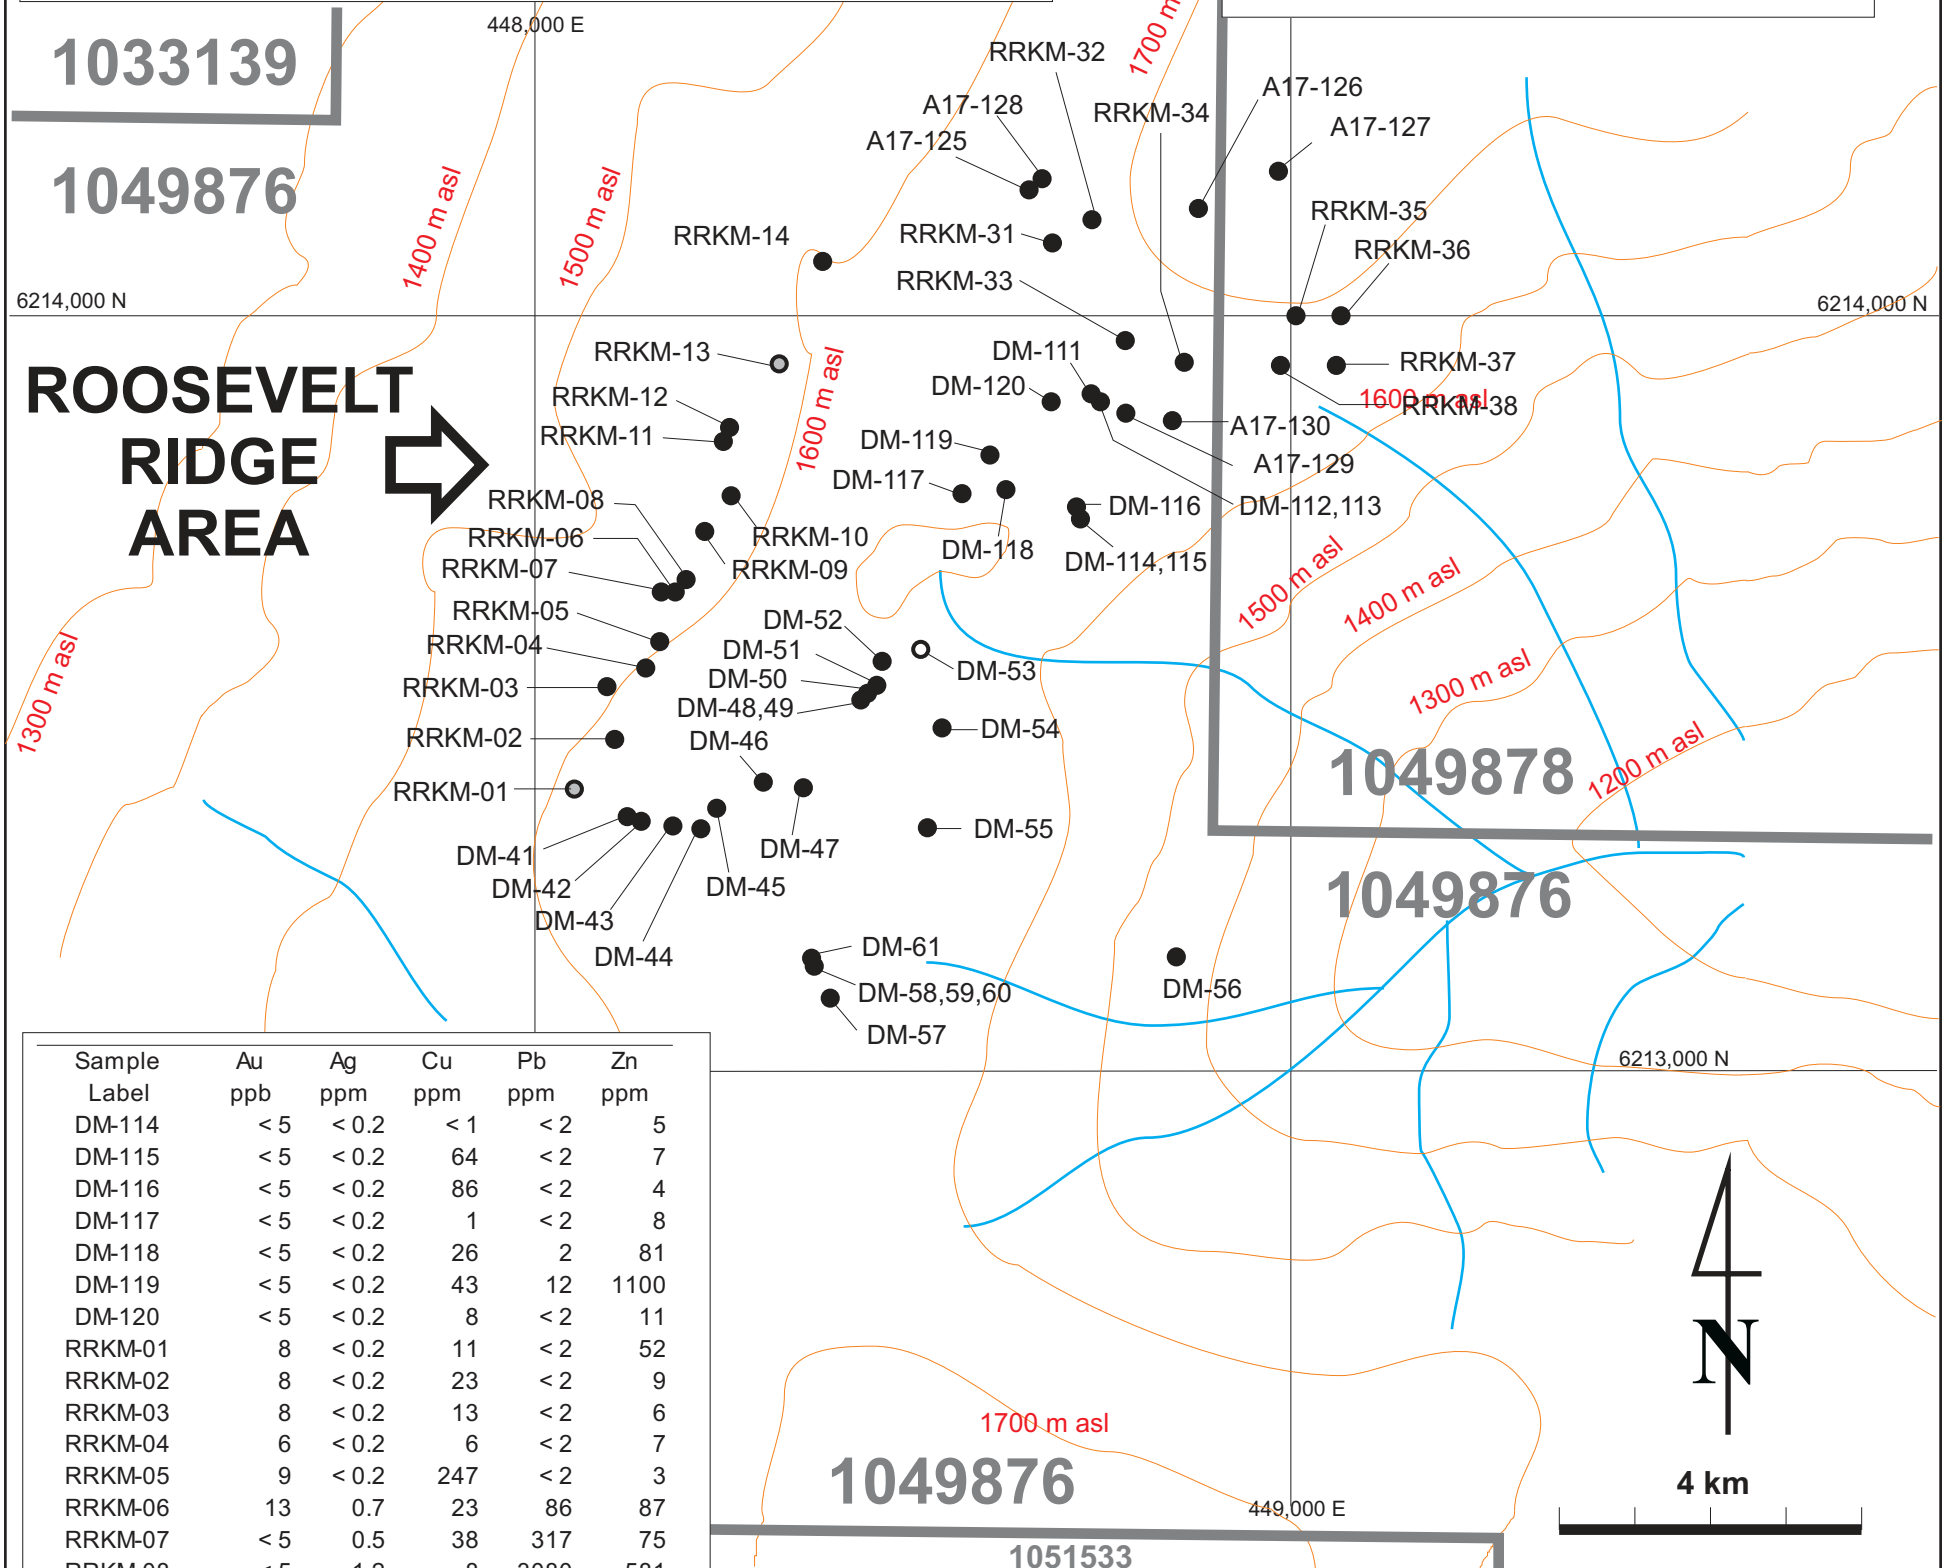 448,000 E
1700 m
1033139
RRKM-32
A17-126
A17-128
RRKM-34
A17-127
A17-125
1049876
1400 m asl
1500 m asl
RRKM-35
RRKM-14
RRKM-31
RRKM-36
RRKM-33
6214,000 N
6214,000 N
RRKM-13
DM-111
RRKM-37
ROOSEVELT
RIDGE
AREA
1600 m asl
DM-120
RRKM-12
1600 m asl
RRKM-38
RRKM-11
DM-119
A17-130
A17-129
DM-117
RRKM-08
DM-116
DM-112,113
RRKM-06
RRKM-10
DM-118
DM-114,115
RRKM-07
RRKM-09
1500 m asl
1400 m asl
RRKM-05
DM-52
RRKM-04
DM-51
DM-53
1300 m asl
RRKM-03
DM-50
1300 m asl
DM-48,49
RRKM-02
DM-46
DM-54
1200 m asl
1049878
RRKM-01
DM-55
DM-41
DM-47
DM-42
DM-45
1049876
DM-43
DM-44
DM-61
DM-58,59,60
DM-56
DM-57
6213,000 N
Sample Au Ag Cu Pb Zn
Label ppb ppm ppm ppm ppm
DM-114 < 5 < 0.2 < 1 < 2 5
DM-115 < 5 < 0.2 64 < 2 7
DM-116 < 5 < 0.2 86 < 2 4
DM-117 < 5 < 0.2 1 < 2 8
DM-118 < 5 < 0.2 26 2 81
DM-119 < 5 < 0.2 43 12 1100
DM-120 < 5 < 0.2 8 < 2 11
RRKM-01 8 < 0.2 11 < 2 52
RRKM-02 8 < 0.2 23 < 2 9
RRKM-03 8 < 0.2 13 < 2 6
RRKM-04 6 < 0.2 6 < 2 7
RRKM-05 9 < 0.2 247 < 2 3
RRKM-06 13 0.7 23 86 87
RRKM-07 < 5 0.5 38 317 75
N
1700 m asl
1049876
4 km
449,000 E
1051533